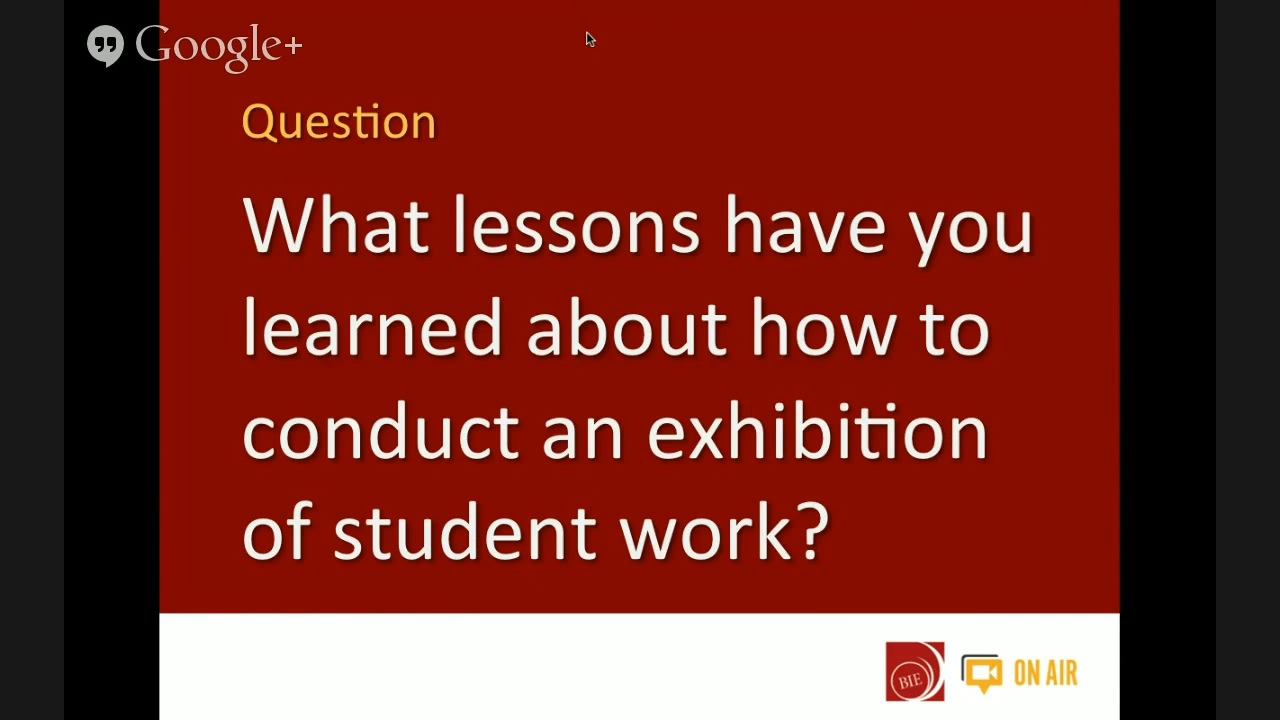 Google+
Question
What lessons have you
learned about how to
conduct an exhibition
of student work?
BIE
ON AIR